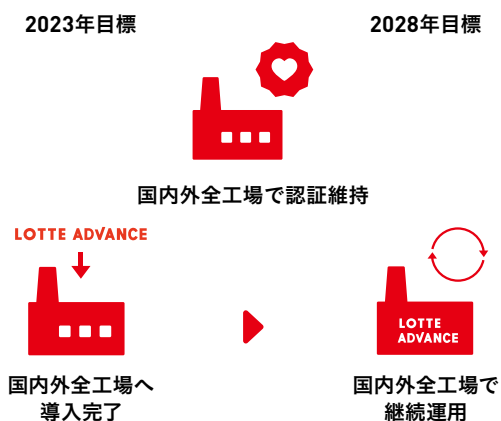 2023年目標
2028年目標
国内外全工場で認証維持
LOTTE ADVANCE
国内外全工場へ
導入完了
LOTTE
ADVANCE
国内外全工場で
継続運用